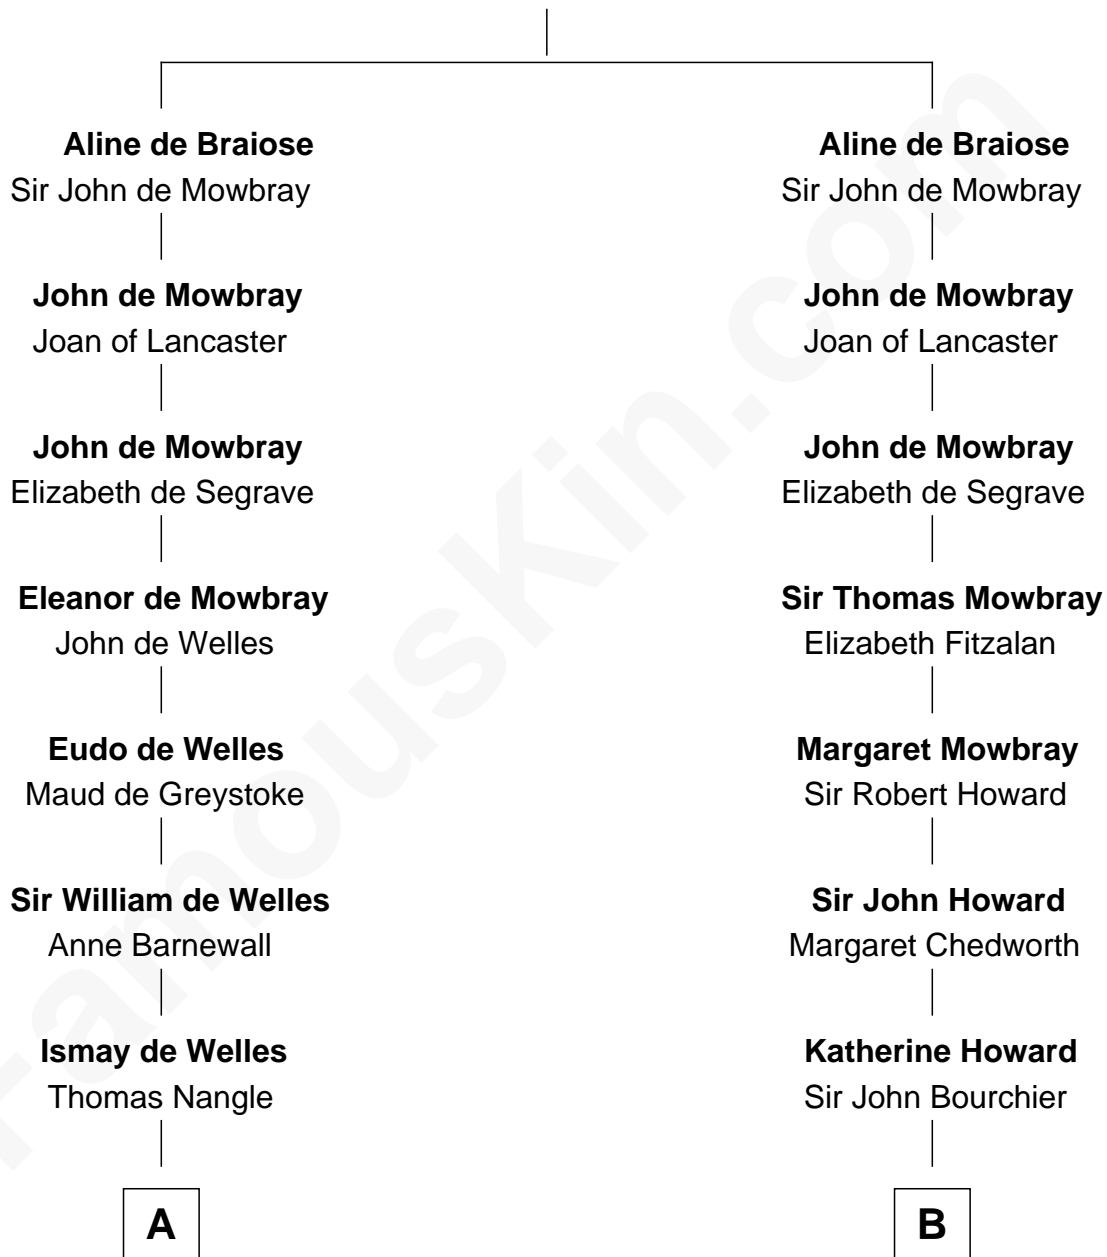 Aline de Braiose
Sir John de Mowbray
John de Mowbray
Joan of Lancaster
John de Mowbray
Elizabeth de Segrave
Eleanor de Mowbray
John de Welles
Eudo de Welles
Maud de Greystoke
Sir William de Welles
Anne Barnewall
Ismay de Welles
Thomas Nangle
A
Aline de Braiose
Sir John de Mowbray
John de Mowbray
Joan of Lancaster
John de Mowbray
Elizabeth de Segrave
Sir Thomas Mowbray
Elizabeth Fitzalan
Margaret Mowbray
Sir Robert Howard
Sir John Howard
Margaret Chedworth
Katherine Howard
Sir John Bourchier
B
FamousKin.com